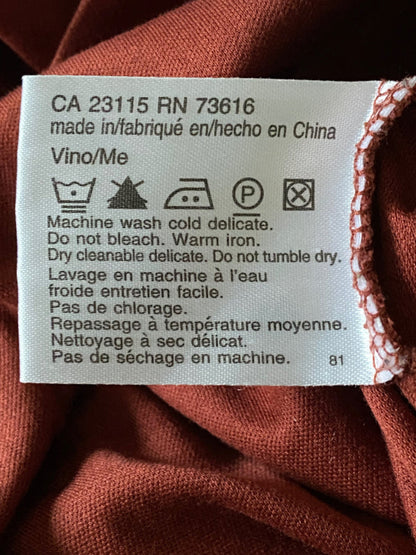 CA 23115 RN 73616
made in/fabriqué en/hecho en China
Vino/Me
P
Machine wash cold delicate.
Do not bleach. Warm iron.
Dry cleanable delicate. Do not tumble dry.
Lavage en machine à l'eau
froide entretien facile.
Pas de chlorage.
Repassage à température moyenne.
Nettoyage à sec délicat.
Pas de séchage en machine. 81